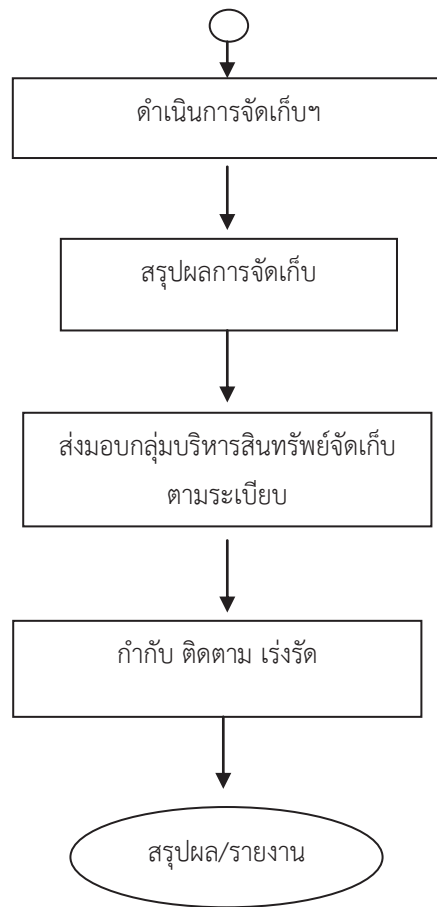 ดำเนินการจัดเก็บฯ
สรุปผลการจัดเก็บ
ส่งมอบกลุ่มบริหารสินทรัพย์จัดเก็บ
ตามระเบียบ
กำกับ ติดตาม เร่งรัด
สรุปผล/รายงาน